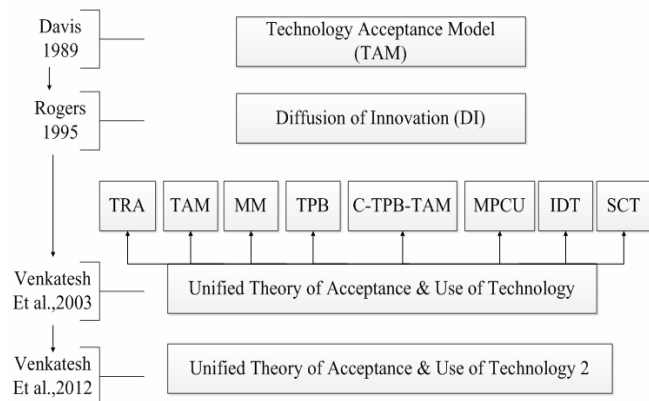 Davis
1989
Technology Acceptance Model
(TAM)
Rogers
1995
Diffusion of Innovation (DI)
TRA
TAM
MM
TPB
C-TPB-TAM
MPCU
IDT
SCT
Venkatesh
Et al.,2003
Unified Theory of Acceptance & Use of Technology
Venkatesh
Et al.,2012
Unified Theory of Acceptance & Use of Technology 2